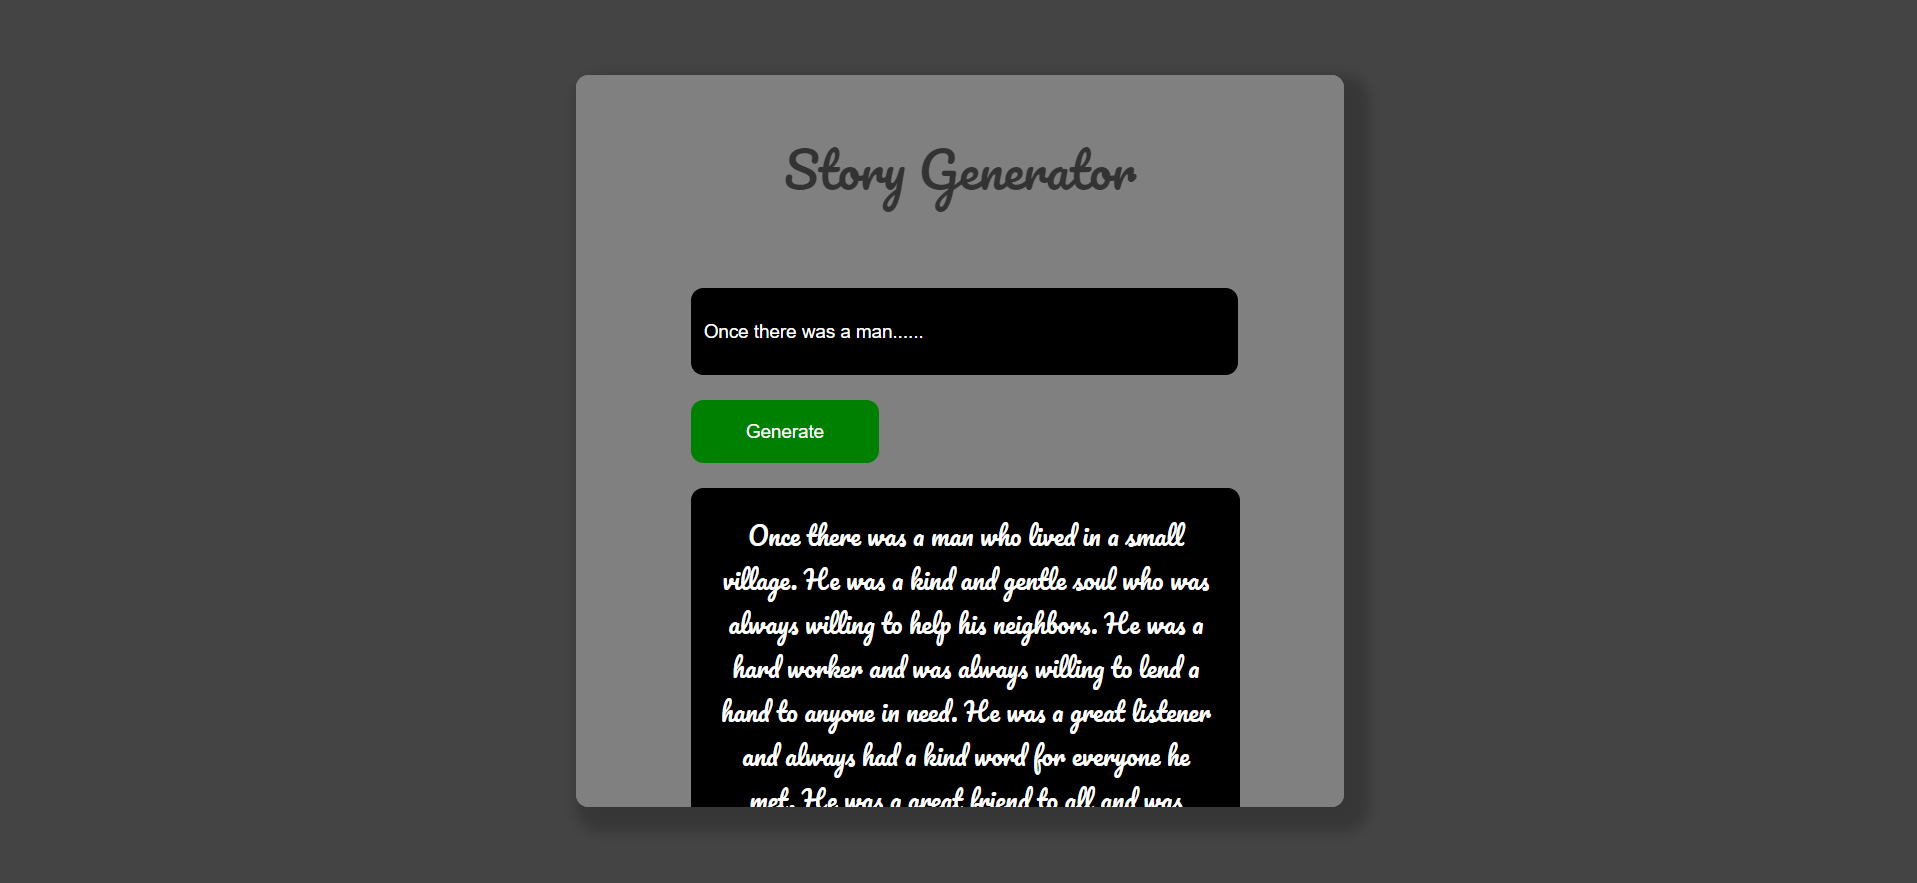 Story Generator
Once there was a man......
Generate
Once there was a man who lived in a small
village. He was a kind and gentle soul who was
always willing to help his neighbors. He was a
hard worker and was always willing to lend a
hand to anyone in need. He was a great listener
and always had a kind word for everyone he
met. He was a great friend to all and was